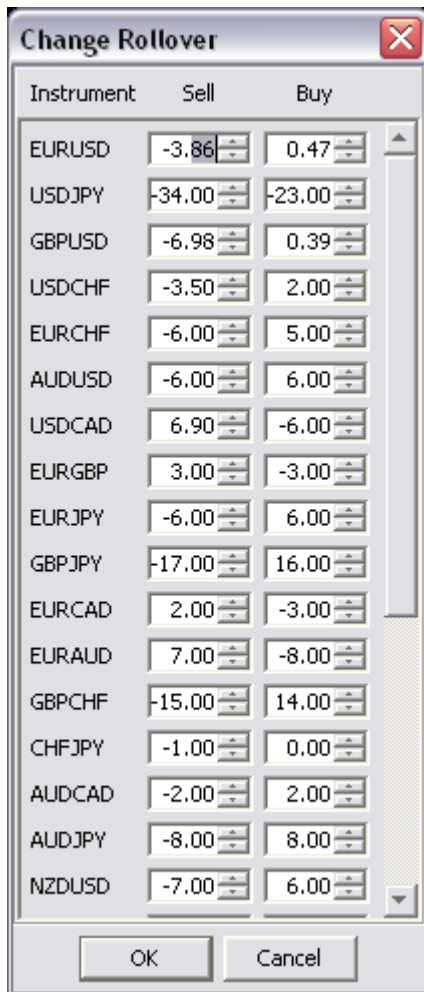 Change Rollover
Instrument Sell Buy
EURUSD -3.86 0.47
USDJPY -34.00 -23.00
GBPUSD -6.98 0.39
USDCHF -3.50 2.00
EURCHF -6.00 5.00
AUDUSD -6.00 6.00
USDCAD 6.90 -6.00
EURGBP 3.00 -3.00
EURJPY -6.00 6.00
GBPJPY -17.00 16.00
EURCAD 2.00 -3.00
EURAUD 7.00 -8.00
GBPCHF -15.00 14.00
CHFJPY -1.00 0.00
AUDCAD -2.00 2.00
AUDJPY -8.00 8.00
NZDUSD -7.00 6.00
OK Cancel